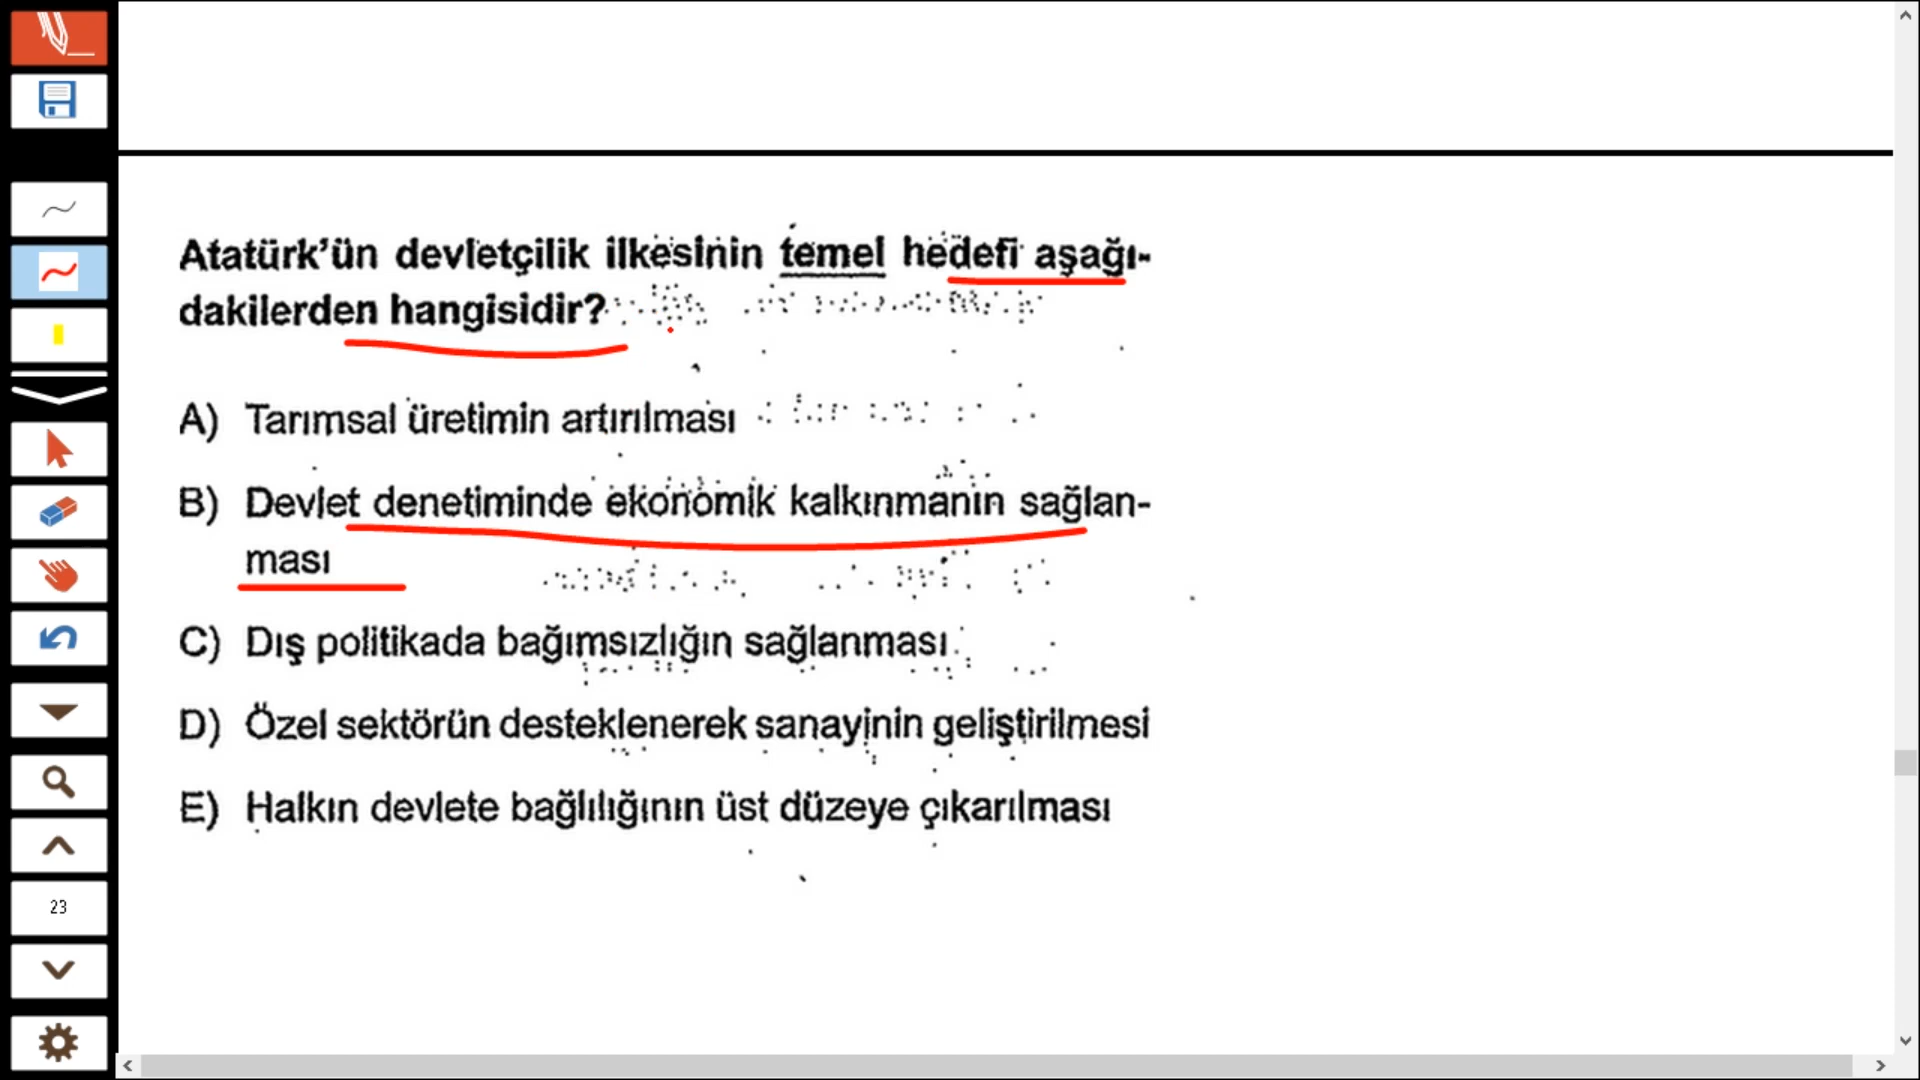 Atatürk'ün devletçilik ilkesinin temel hedefi aşağı-
dakilerden hangisidir?
A) Tarımsal üretimin artırılması
B) Devlet denetiminde ekonomik kalkınmanın sağlan-
ması
C) Dış politikada bağımsızlığın sağlanması
D) Özel sektörün desteklenerek sanayinin geliştirilmesi
E) Halkın devlete bağlılığının üst düzeye çıkarılması
23